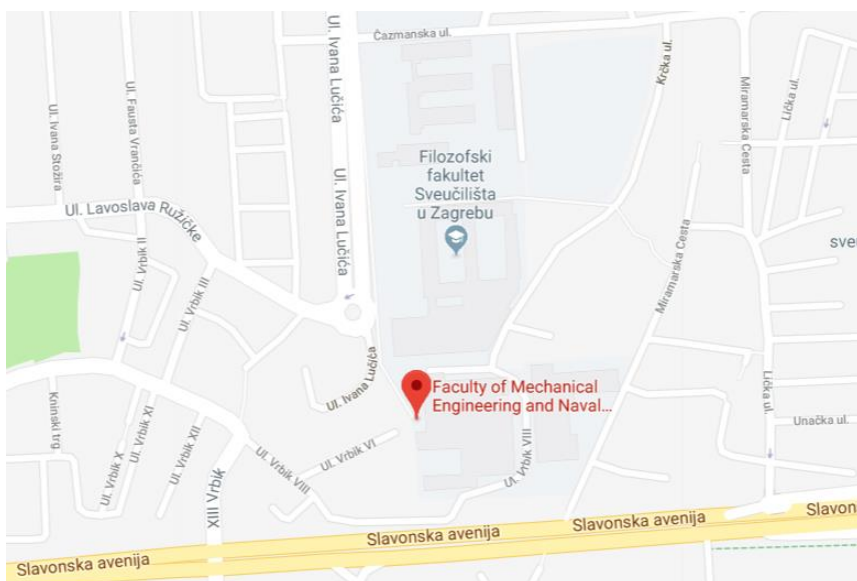 Čazmanska ul.
Ul. Ivana Lučića
Krčka ul.
Miramarska Cesta
Lička ul.
Ul. Ivana Stožira
Ul. Fausta Vrančića
Filozofski
fakultet
Sveučilišta
u Zagrebu
Ul. Lavoslava Ružičke
Ul. Ivana Lučića
sver
Ul. Vrbik II
Ul. Vrbik III
Miramarska Cesta
Ul. Ivana Lučića
Lička ul.
Faculty of Mechanical
Engineering and Naval...
Kninski trg
Ul. Vrbik X
Ul. Vrbik XI
Ul. Vrbik XII
Ul. Vrbik VI
Ul. Vrbik VIII
Ul. Vrbik VIII
Unačka ul.
XIII Vrbik
Slavonska avenija
Slavonska avenija
Slavonska avenija
Slavon